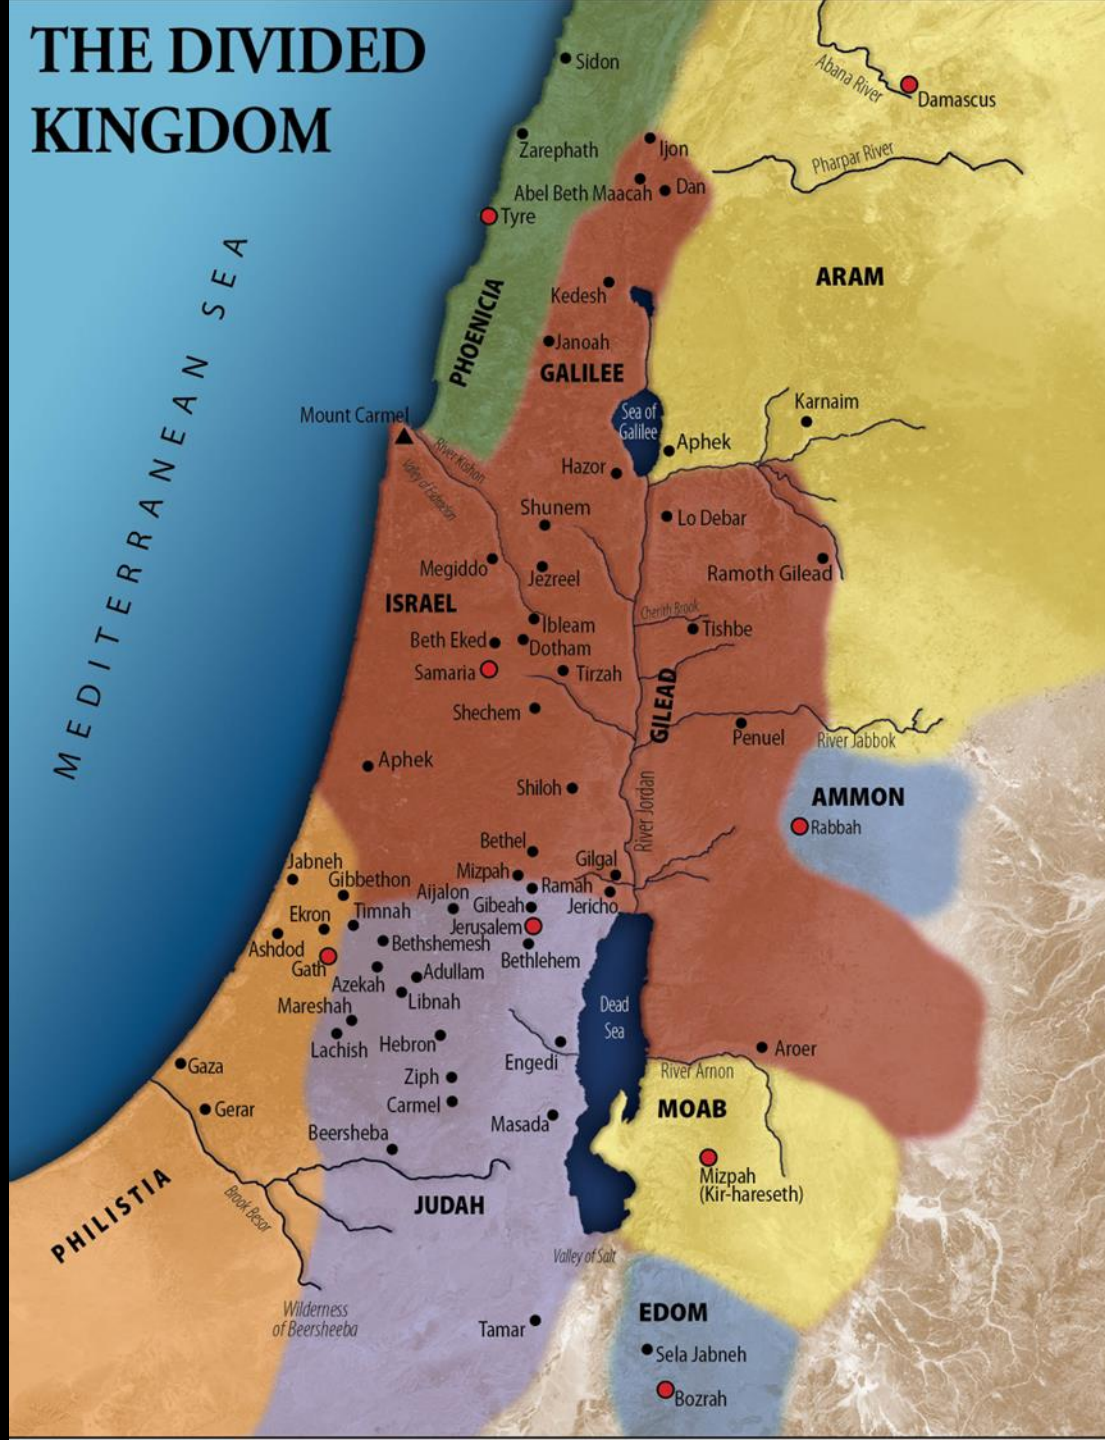 THE DIVIDED
KINGDOM
Sidon
Abana River
Damascus
Zarephath
Ijon
Pharpar River
Abel Beth Maacah
Dan
Tyre
MEDITERRANEAN SEA
ARAM
PHOENICIA
Kedesh
Janoah
GALILEE
Mount Carmel
Sea of
Galilee
Karnaim
Aphek
River Kishon
Valley of Esdraelon
Hazor
Shunem
Lo Debar
Megiddo
Jezreel
Ramoth Gilead
ISRAEL
Cherith Brook
Ibleam
Tishbe
Beth Eked
Dotham
Samaria
Tirzah
GILEAD
Shechem
Penuel
River Jabbok
Aphek
Shiloh
River Jordan
AMMON
Rabbah
Bethel
Jabneh
Mizpah
Gilgal
Gibbethon
Ramah
Aijalon
Ekron
Timnah
Gibeah
Jericho
Jerusalem
Ashdod
Bethshemesh
Bethlehem
Gath
Azekah
Adullam
Libnah
Mareshah
Dead
Sea
Lachish
Hebron
Engedi
Aroer
Gaza
River Arnon
Ziph
Gerar
Carmel
MOAB
Masada
Beersheba
Mizpah
(Kir-hareseth)
PHILISTIA
Brook Besor
JUDAH
Valley of Salt
Wilderness
of Beersheeba
EDOM
Tamar
Sela Jabneh
Bozrah